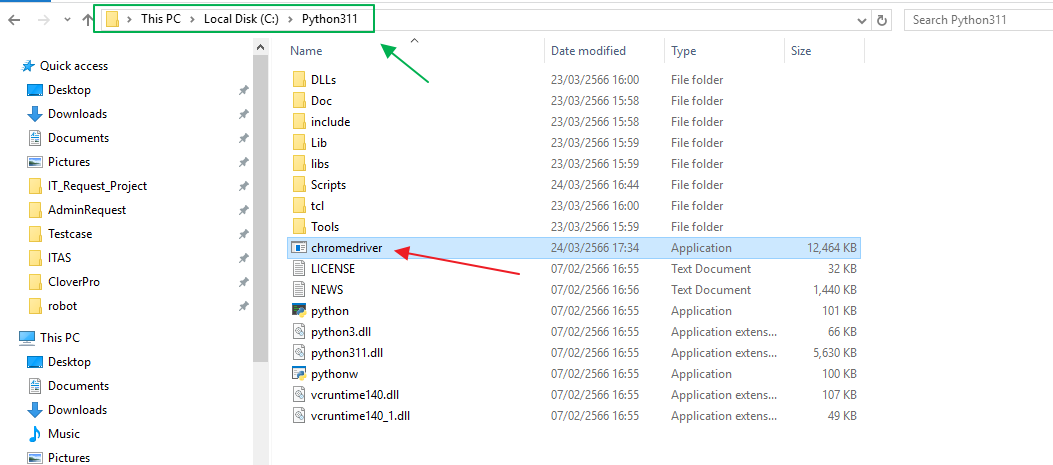 This PC > Local Disk (C:) > Python311
Search Python311
Name Date modified Type Size
Quick access
Desktop
Downloads
Documents
Pictures
IT_Request_Project
AdminRequest
Testcase
ITAS
CloverPro
robot
This PC
Desktop
Documents
Downloads
Music
Pictures
DLLs 23/03/2566 16:00 File folder
Doc 23/03/2566 15:58 File folder
include 23/03/2566 15:58 File folder
Lib 23/03/2566 15:59 File folder
libs 23/03/2566 15:59 File folder
Scripts 24/03/2566 16:44 File folder
tcl 23/03/2566 16:00 File folder
Tools 23/03/2566 15:59 File folder
chromedriver 24/03/2566 17:34 Application 12,464 KB
LICENSE 07/02/2566 16:55 Text Document 32 KB
NEWS 07/02/2566 16:56 Text Document 1,440 KB
python 07/02/2566 16:55 Application 101 KB
python3.dll 07/02/2566 16:55 Application extens... 66 KB
python311.dll 07/02/2566 16:55 Application extens... 5,630 KB
pythonw 07/02/2566 16:55 Application 100 KB
vcruntime140.dll 07/02/2566 16:55 Application extens... 107 KB
vcruntime140_1.dll 07/02/2566 16:55 Application extens... 49 KB